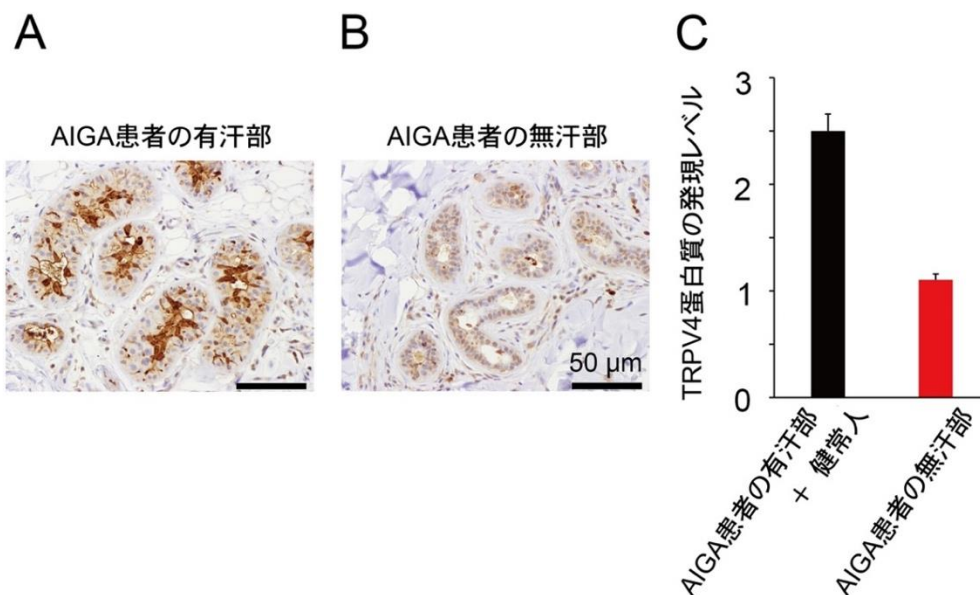 A
B
C
AIGA患者の有汗部
AIGA患者の無汗部
50 μm
TRPV4蛋白質の発現レベル
3
2
1
0
AIGA患者の有汗部
+ 健常人
AIGA患者の無汗部